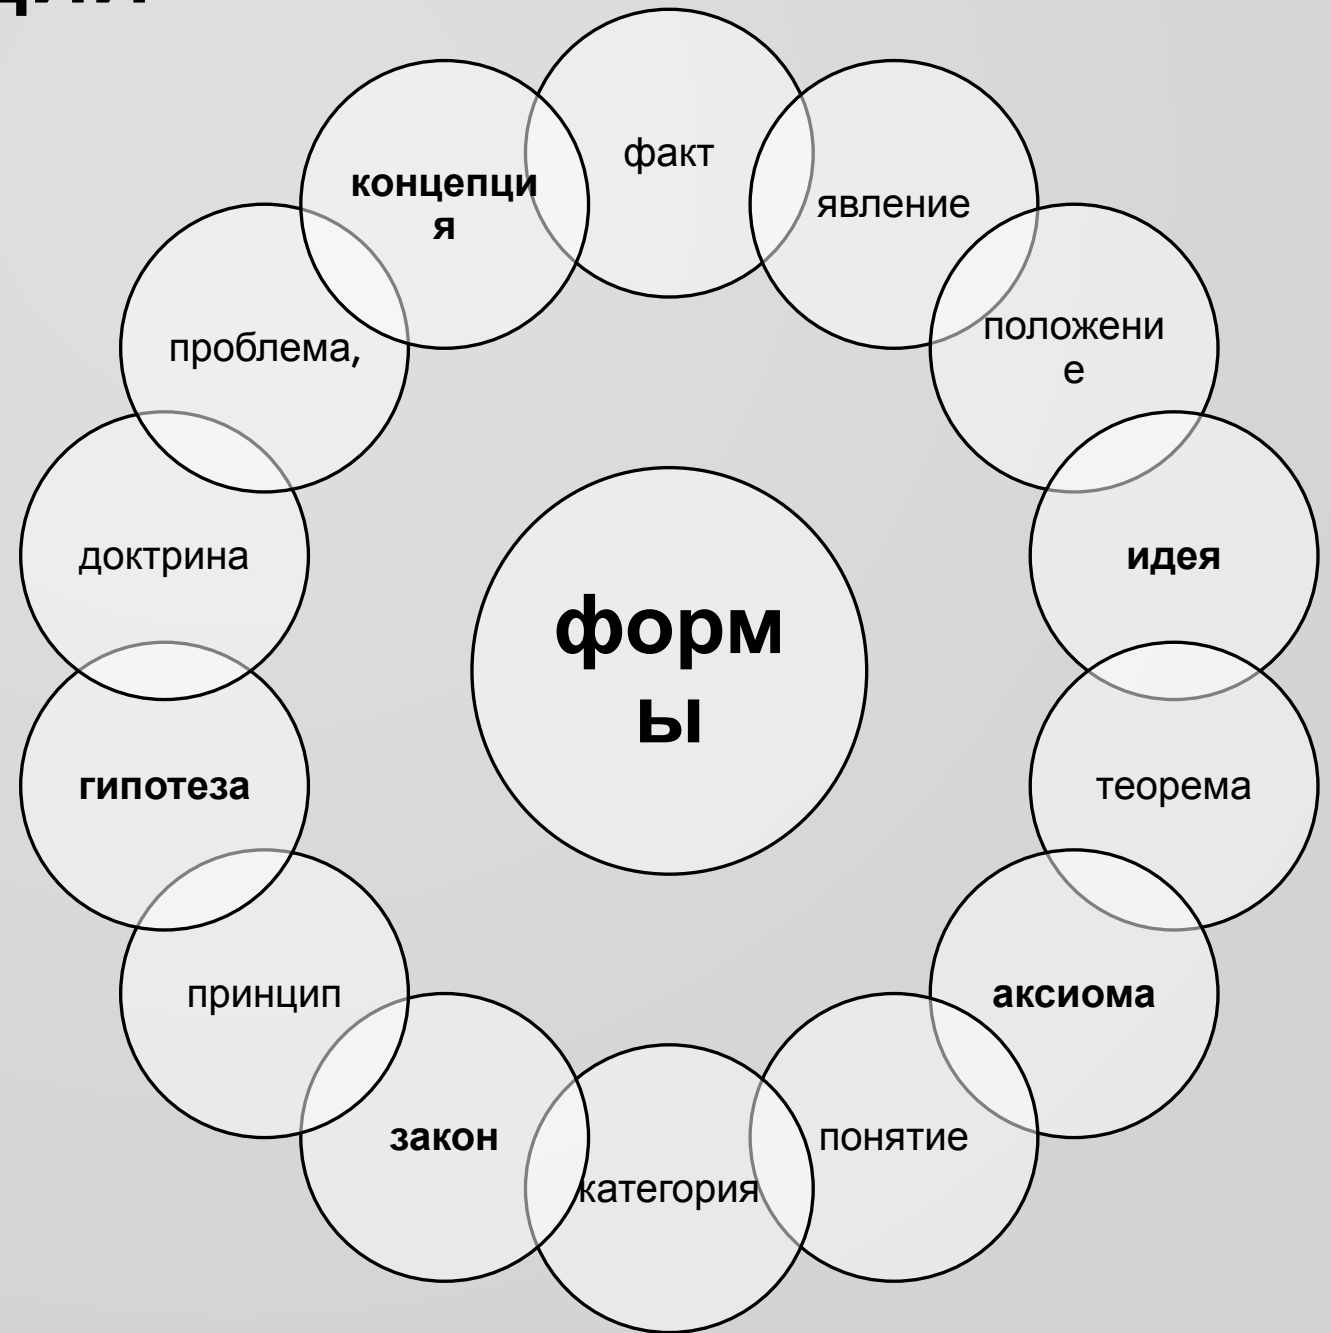 факт
явление
положени
е
идея
теорема
аксиома
понятие
категория
закон
принцип
гипотеза
доктрина
проблема,
концепци
я
форм
ы